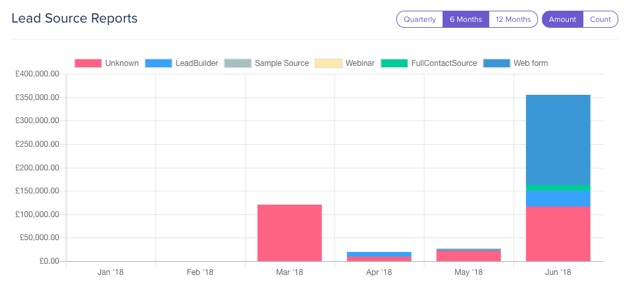 Lead Source Reports
Quarterly 6 Months 12 Months Amount Count
Unknown LeadBuilder Sample Source Webinar FullContactSource Web form
£400,000.00
£350,000.00
£300,000.00
£250,000.00
£200,000.00
£150,000.00
£100,000.00
£50,000.00
£0.00
Jan '18 Feb '18 Mar '18 Apr '18 May '18 Jun '18